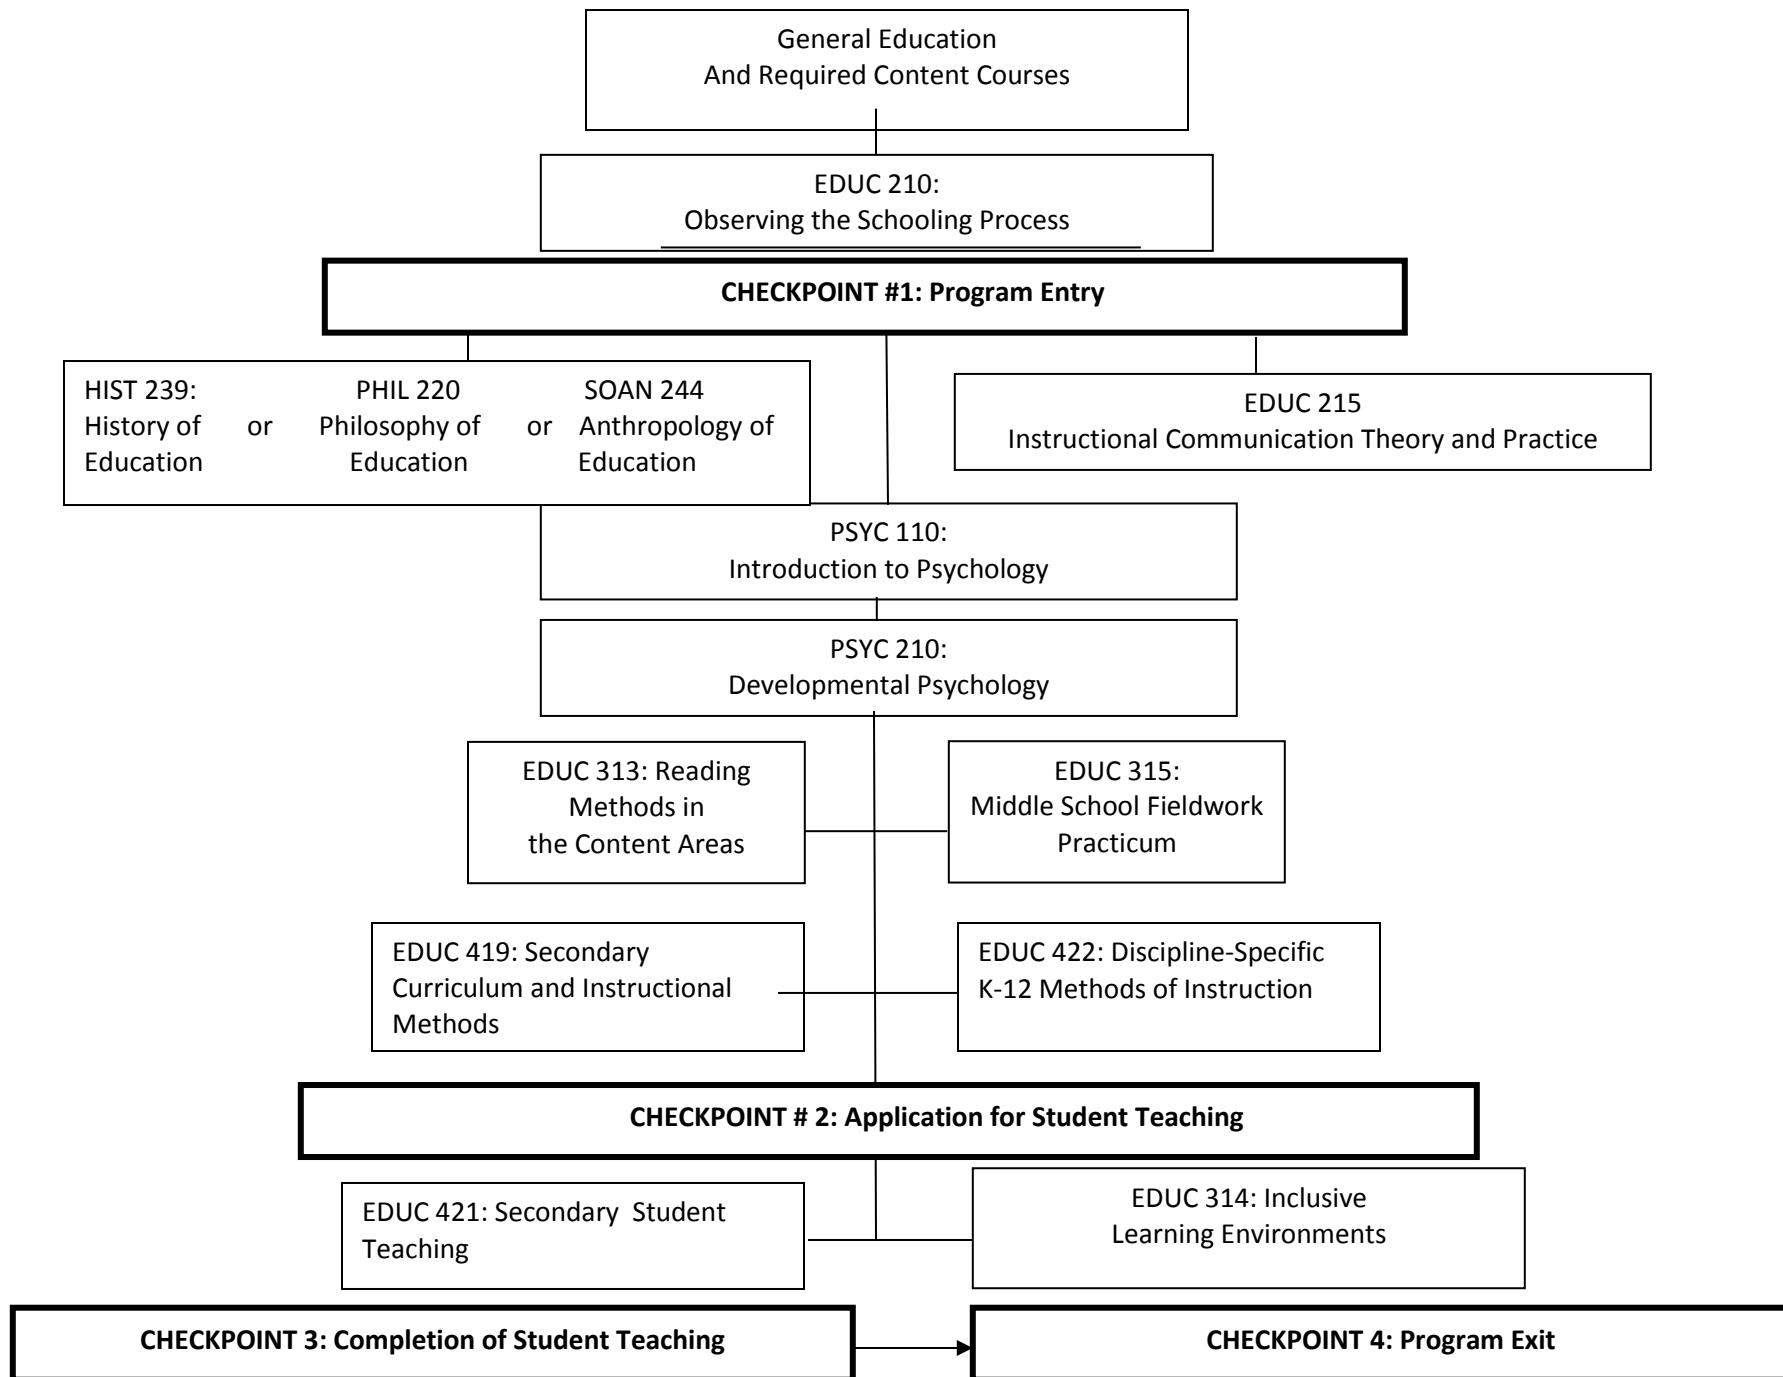 General Education
And Required Content Courses
EDUC 210:
Observing the Schooling Process
CHECKPOINT #1: Program Entry
HIST 239: PHIL 220 SOAN 244
History of or Philosophy of or Anthropology of
Education Education Education
EDUC 215
Instructional Communication Theory and Practice
PSYC 110:
Introduction to Psychology
PSYC 210:
Developmental Psychology
EDUC 313: Reading
Methods in
the Content Areas
EDUC 315:
Middle School Fieldwork
Practicum
EDUC 419: Secondary
Curriculum and Instructional
Methods
EDUC 422: Discipline-Specific
K-12 Methods of Instruction
CHECKPOINT # 2: Application for Student Teaching
EDUC 421: Secondary Student
Teaching
EDUC 314: Inclusive
Learning Environments
CHECKPOINT 3: Completion of Student Teaching
CHECKPOINT 4: Program Exit